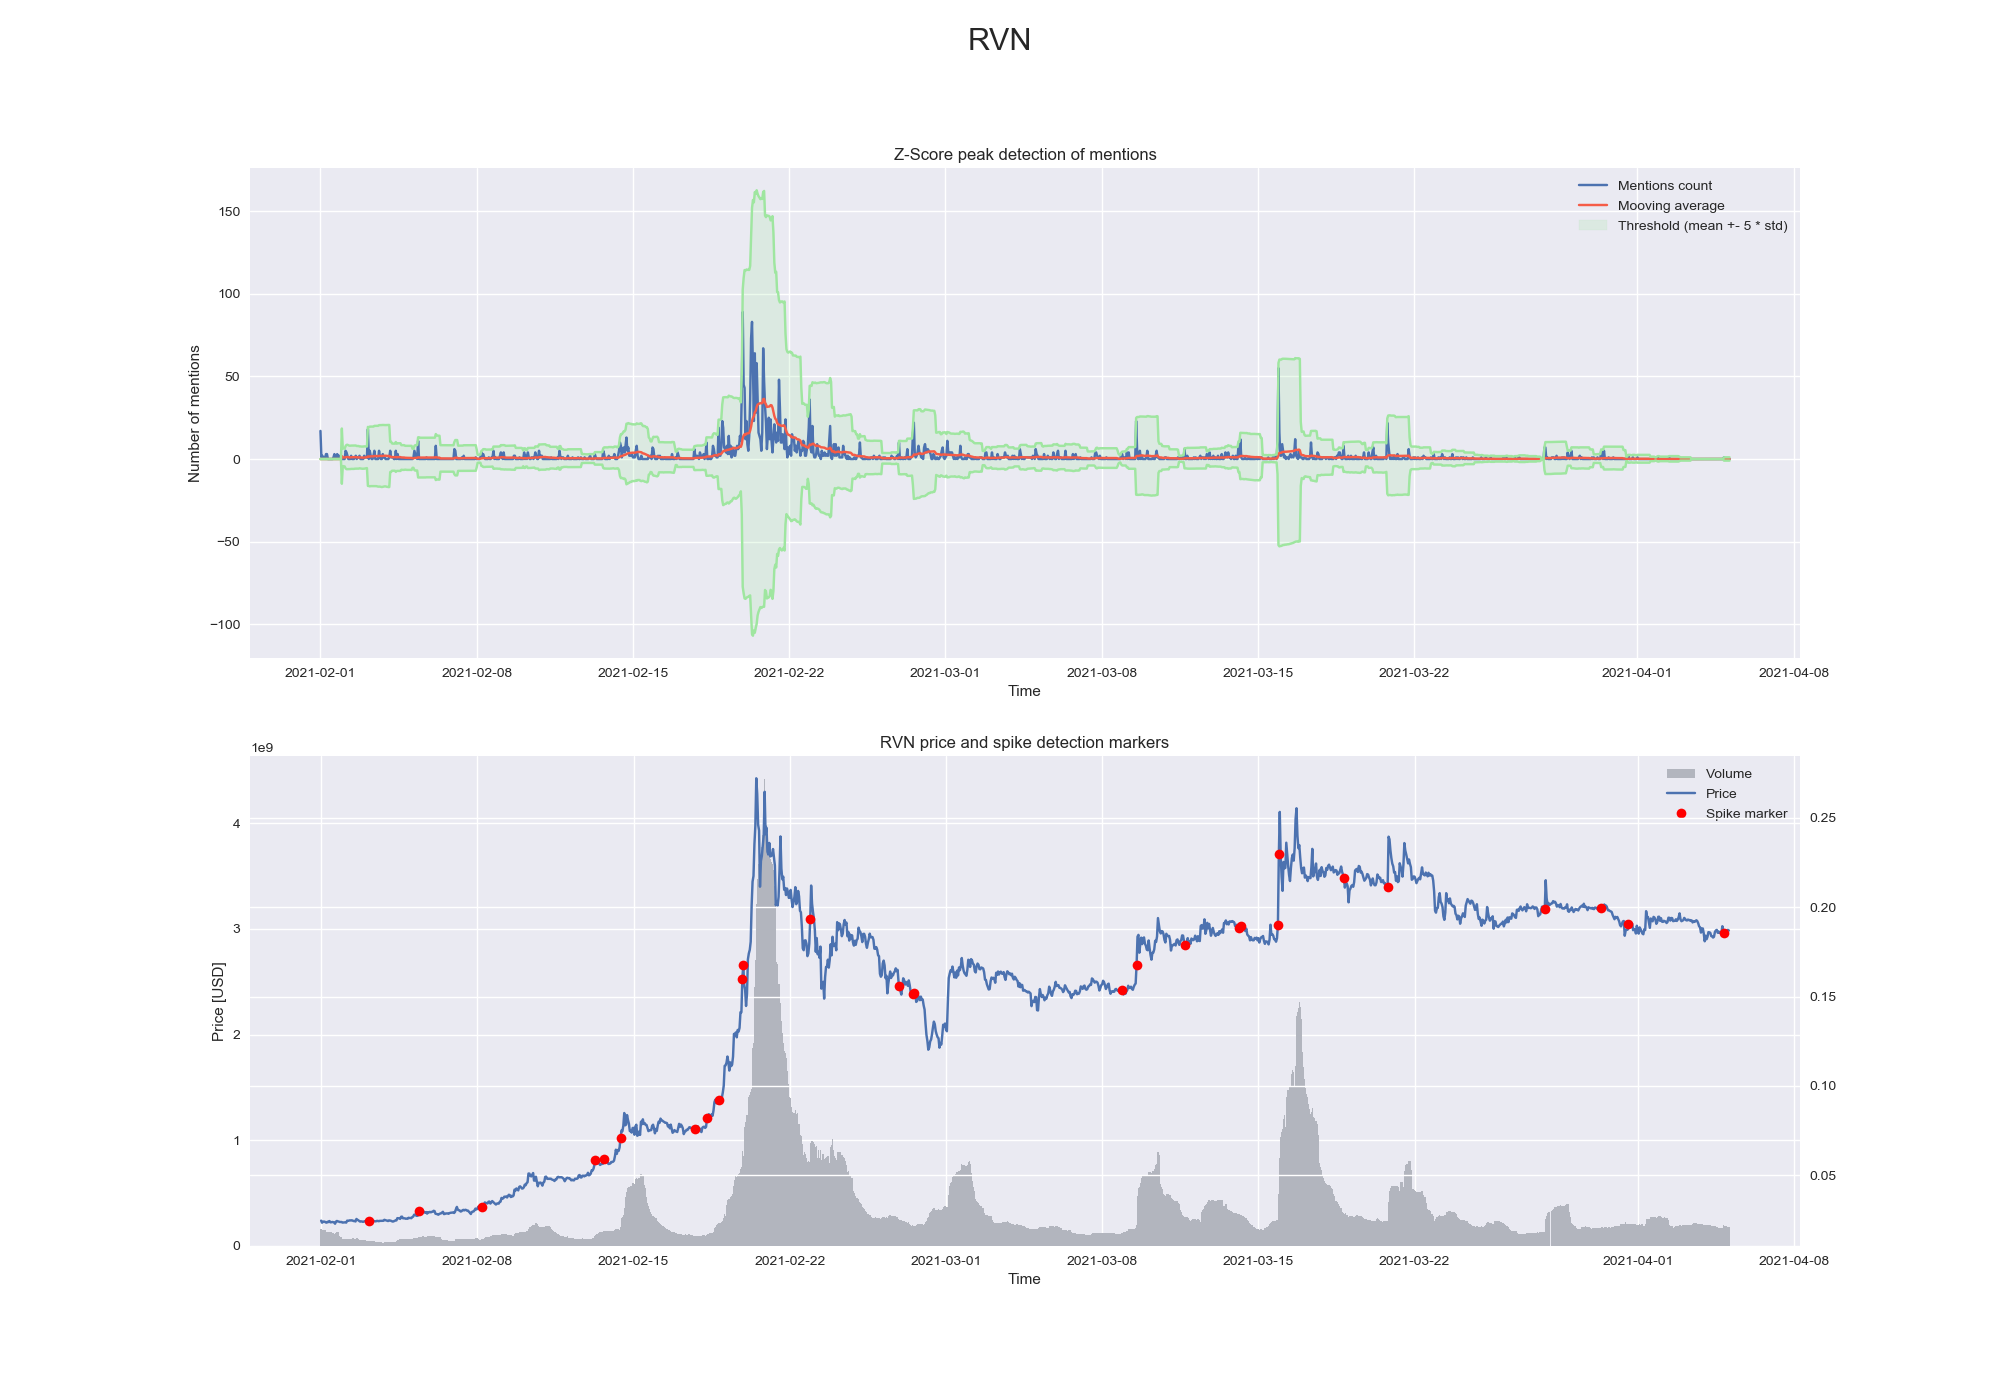 RVN
Z-Score peak detection of mentions
Mentions count
Mooving average
Threshold (mean +- 5 * std)
Number of mentions
150
100
50
0
−50
−100
2021-02-01 2021-02-08 2021-02-15 2021-02-22 2021-03-01 2021-03-08 2021-03-15 2021-03-22 2021-04-01 2021-04-08
Time
RVN price and spike detection markers
1e9
Volume
Price
Spike marker
Price [USD]
4
3
2
1
0
0.25
0.20
0.15
0.10
0.05
2021-02-01 2021-02-08 2021-02-15 2021-02-22 2021-03-01 2021-03-08 2021-03-15 2021-03-22 2021-04-01 2021-04-08
Time